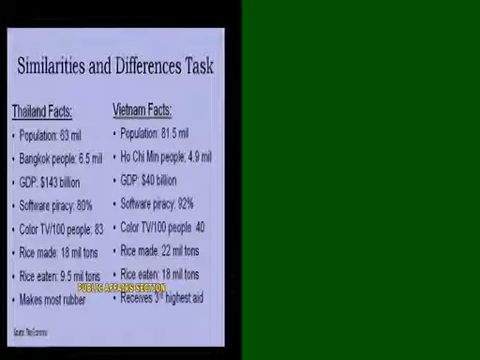 Similarities and Differences Task
Thailand Facts:
• Population: 63 mil
• Bangkok people: 6.5 mil
• GDP: $143 billion
• Software piracy: 80%
• Color TV/100 people: 83
• Rice made: 18 mil tons
• Rice eaten: 9.5 mil tons
• Makes most rubber
Vietnam Facts:
• Population: 81.5 mil
• Ho Chi Min people: 4.9 mil
• GDP: $40 billion
• Software piracy: 92%
• Color TV/100 people 40
• Rice made: 22 mil tons
• Rice eaten: 18 mil tons
• Receives 3rd highest aid
PUBLIC AFFAIRS SECTION
Source: The Economist